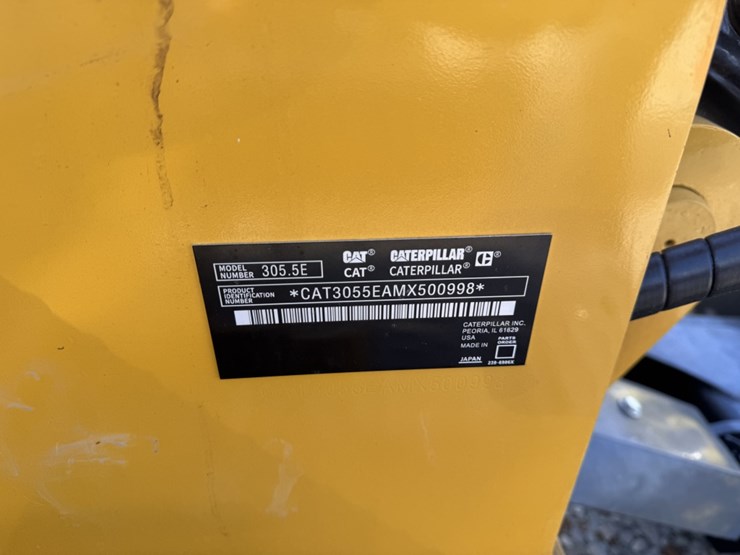 MODEL NUMBER 305.5E
CAT® CATERPILLAR® C®
CAT® CATERPILLAR®
PRODUCT IDENTIFICATION NUMBER *CAT3055EAMX500998*
CATERPILLAR INC.
PEORIA, IL 61629
USA
MADE IN
JAPAN
PARTS ORDER